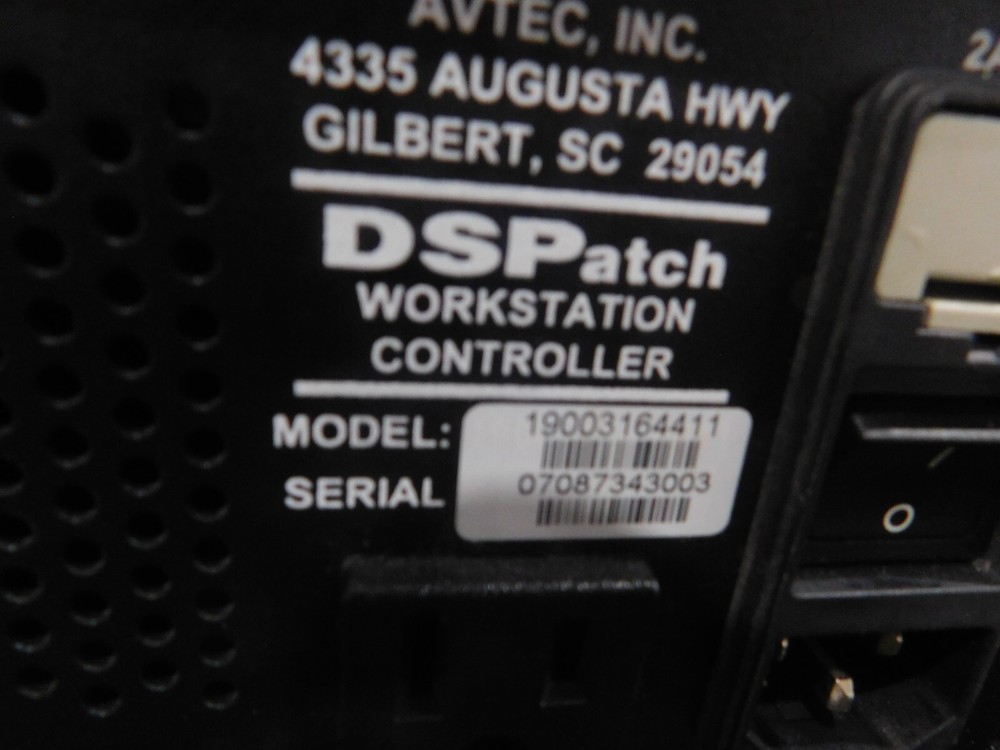 AVTEC, INC.
4335 AUGUSTA HWY
GILBERT, SC 29054
DSPatch
WORKSTATION
CONTROLLER
MODEL: 19003164411
SERIAL 07087343003
O